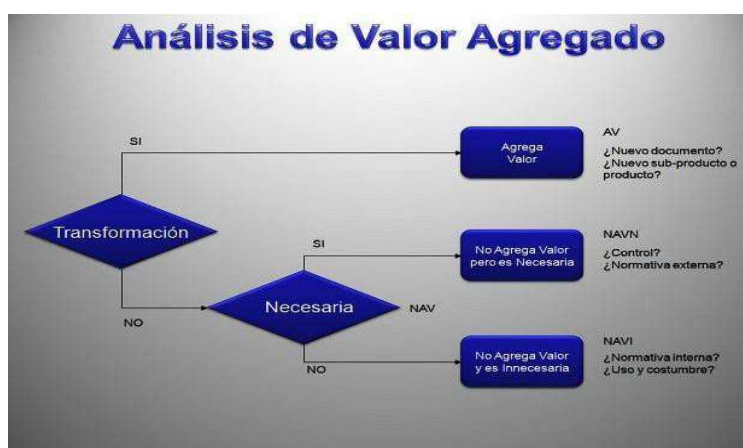 Análisis de Valor Agregado
SI
Agrega
Valor
AV
¿Nuevo documento?
¿Nuevo sub-producto o
producto?
Transformación
SI
No Agrega Valor
pero es Necesaria
NAVN
¿Control?
¿Normativa externa?
NO
Necesaria
NAV
NO
No Agrega Valor
y es Innecesaria
NAVI
¿Normativa interna?
¿Uso y costumbre?